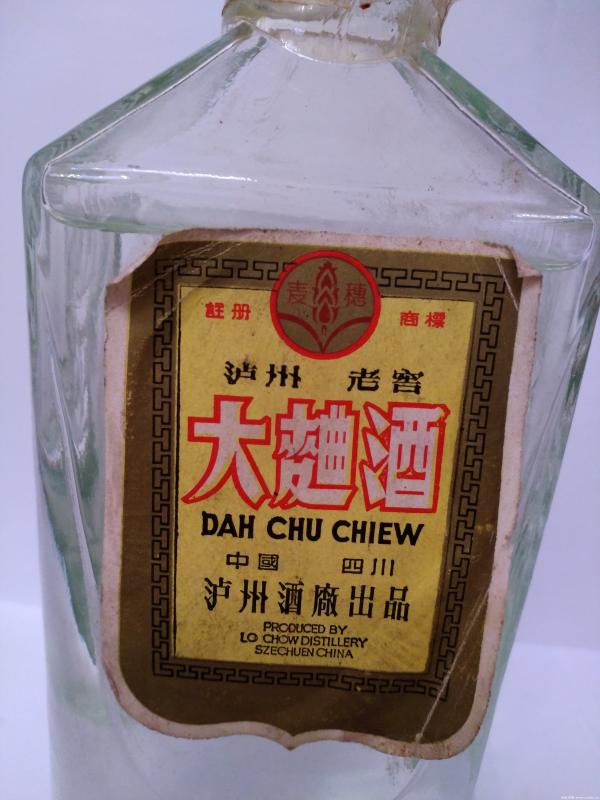 麦穗
註册 商標
泸州 老窖
大麯酒
DAH CHU CHIEW
中國 四川
泸州酒廠出品
PRODUCED BY
LO CHOW DISTILLERY
SZECHUEN CHINA